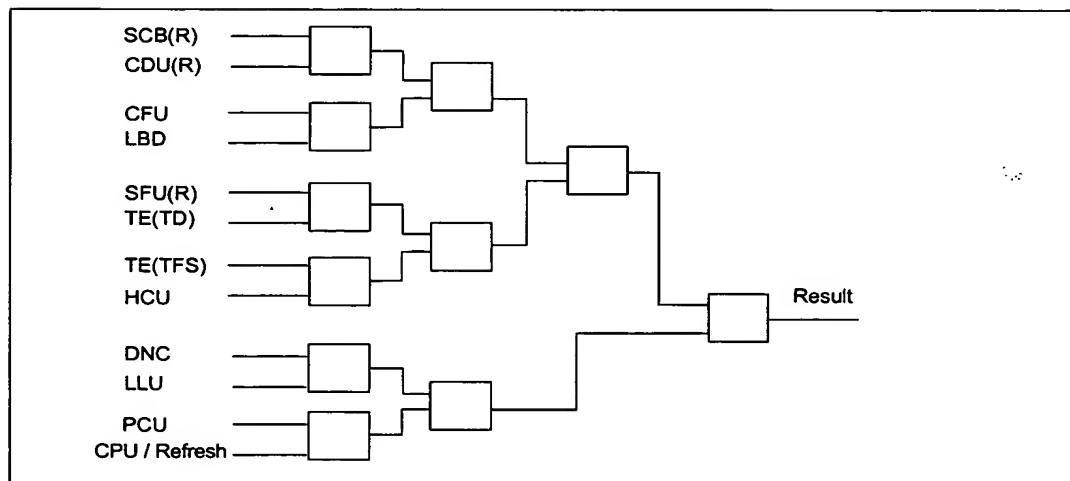 SCB(R)
CDU(R)
CFU
LBD
SFU(R)
TE(TD)
TE(TFS)
HCU
Result
DNC
LLU
PCU
CPU / Refresh